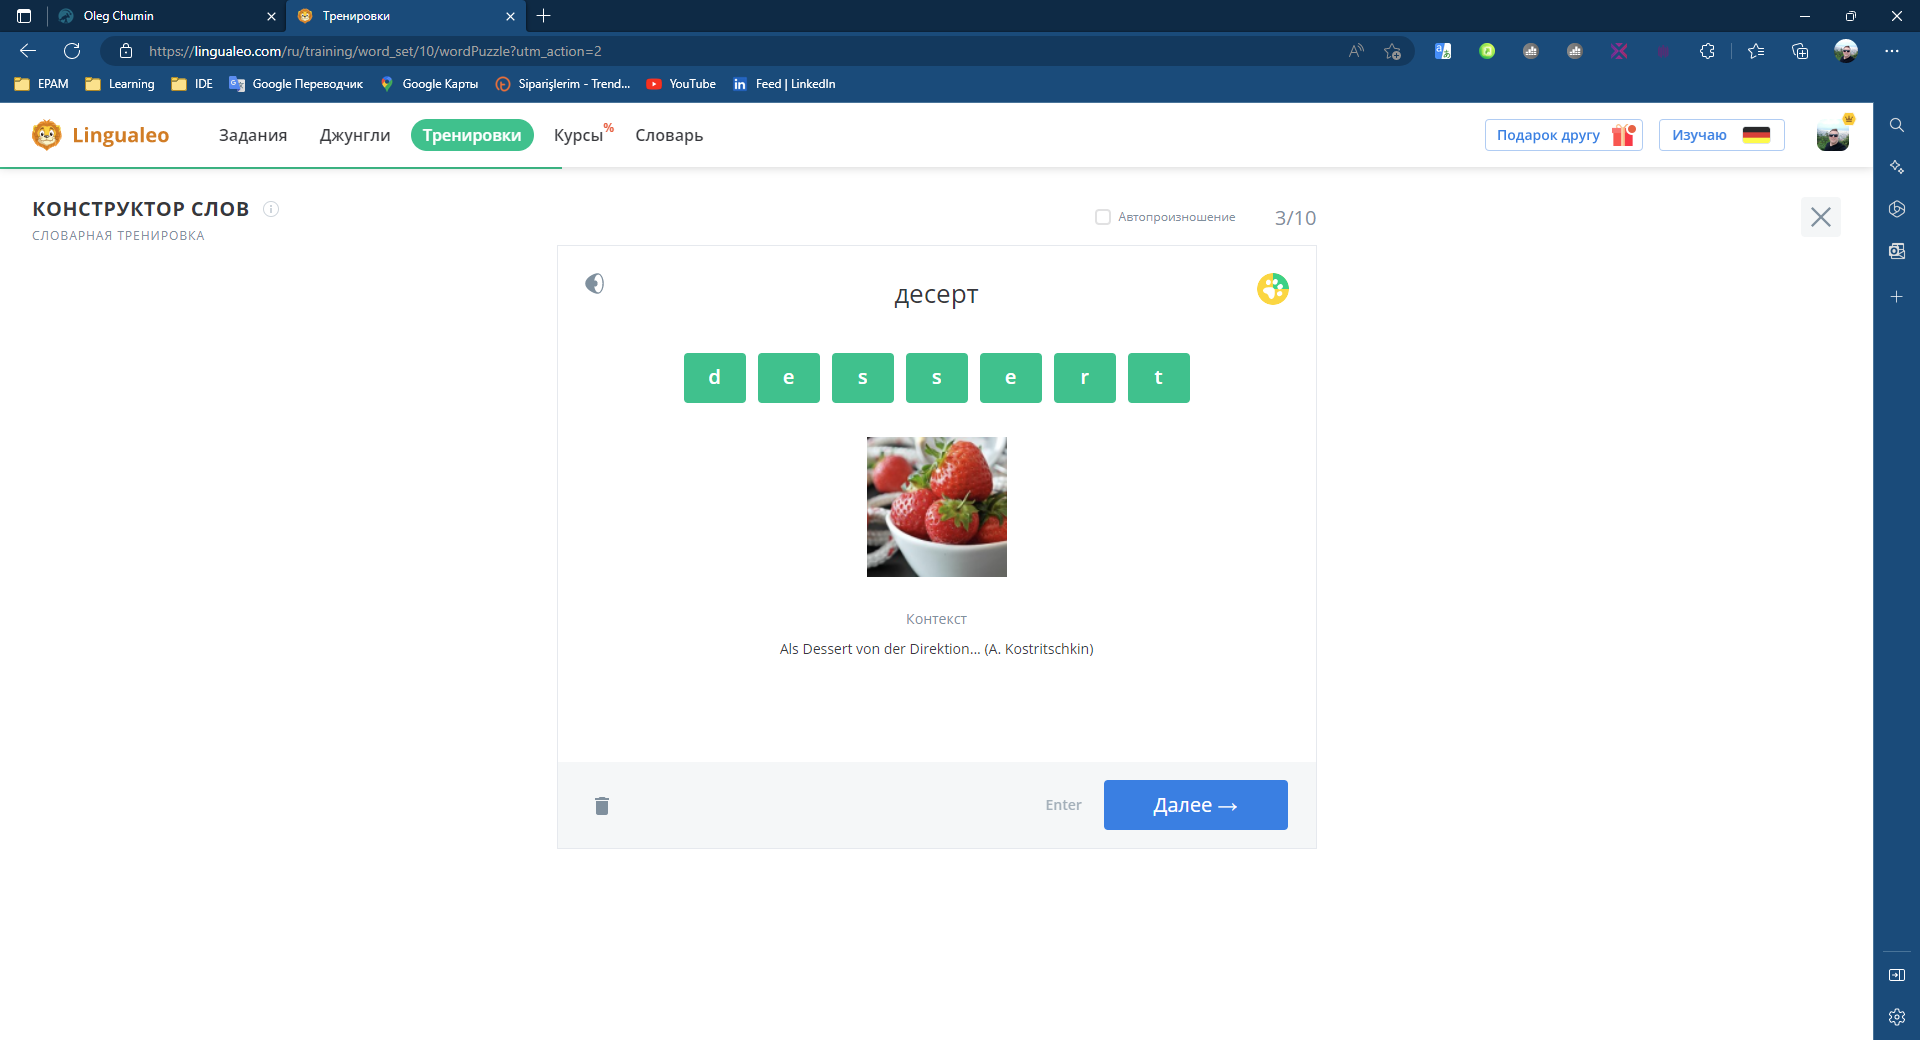 Oleg Chumin
Тренировки
https://lingualeo.com/ru/training/word_set/10/wordPuzzle?utm_action=2
EPAM
Learning
IDE
Google Переводчик
Google Карты
Siparişlerim - Trend...
YouTube
Feed | LinkedIn
Lingualeo
Задания
Джунгли
Тренировки
Курсы%
Словарь
Подарок другу
Изучаю
КОНСТРУКТОР СЛОВ
СЛОВАРНАЯ ТРЕНИРОВКА
Автопроизношение
3/10
десерт
d e s s e r t
Контекст
Als Dessert von der Direktion... (A. Kostritschkin)
Enter
Далее →